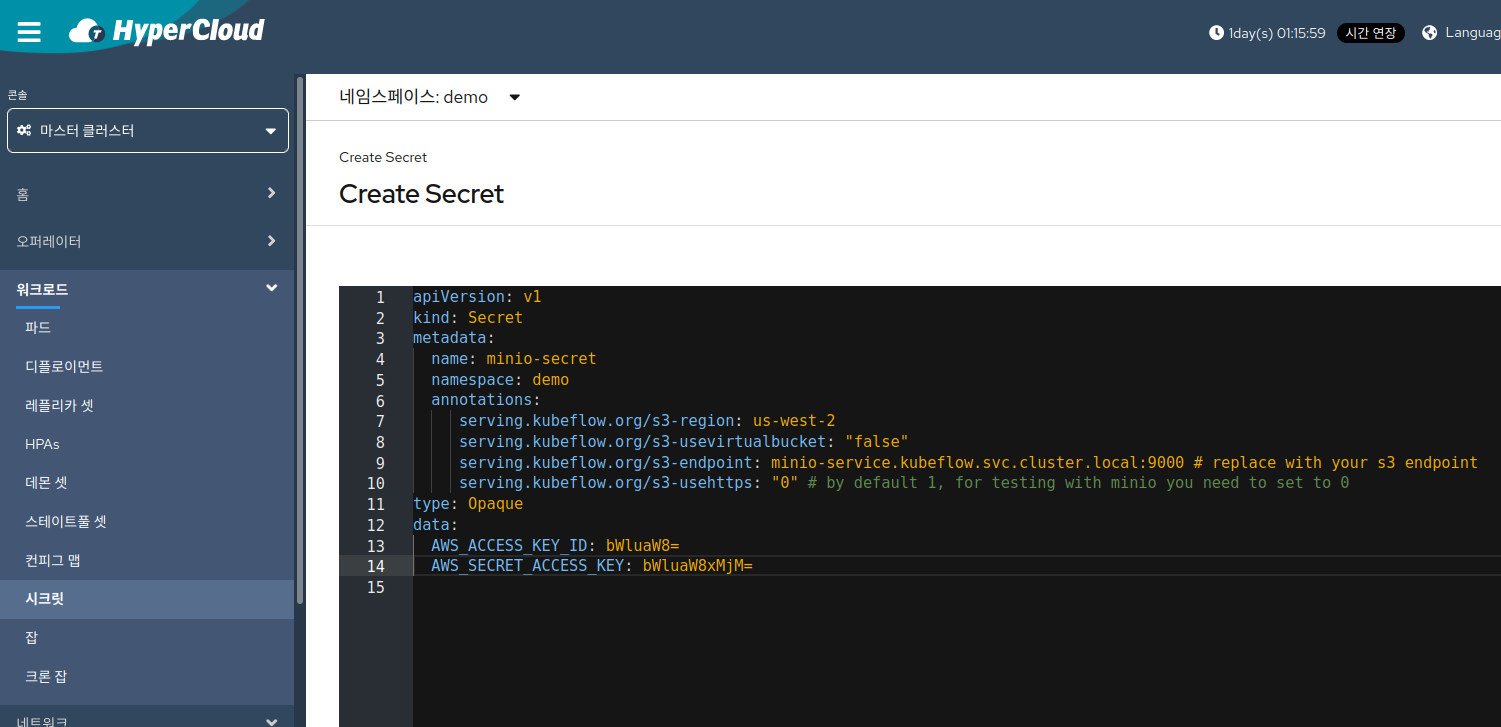 HyperCloud
1day(s) 01:15:59 시간 연장 Languag
콘솔
마스터 클러스터
홈
오퍼레이터
워크로드
파드
디플로이먼트
레플리카 셋
HPAs
데몬 셋
스테이트풀 셋
컨피그 맵
시크릿
잡
크론 잡
네트워크
네임스페이스: demo
Create Secret
Create Secret
1 apiVersion: v1
2 kind: Secret
3 metadata:
4 name: minio-secret
5 namespace: demo
6 annotations:
7 serving.kubeflow.org/s3-region: us-west-2
8 serving.kubeflow.org/s3-usevirtualbucket: "false"
9 serving.kubeflow.org/s3-endpoint: minio-service.kubeflow.svc.cluster.local:9000 # replace with your s3 endpoint
10 serving.kubeflow.org/s3-usehttps: "0" # by default 1, for testing with minio you need to set to 0
11 type: Opaque
12 data:
13 AWS_ACCESS_KEY_ID: bWluaW8=
14 AWS_SECRET_ACCESS_KEY: bWluaW8xMjM=
15